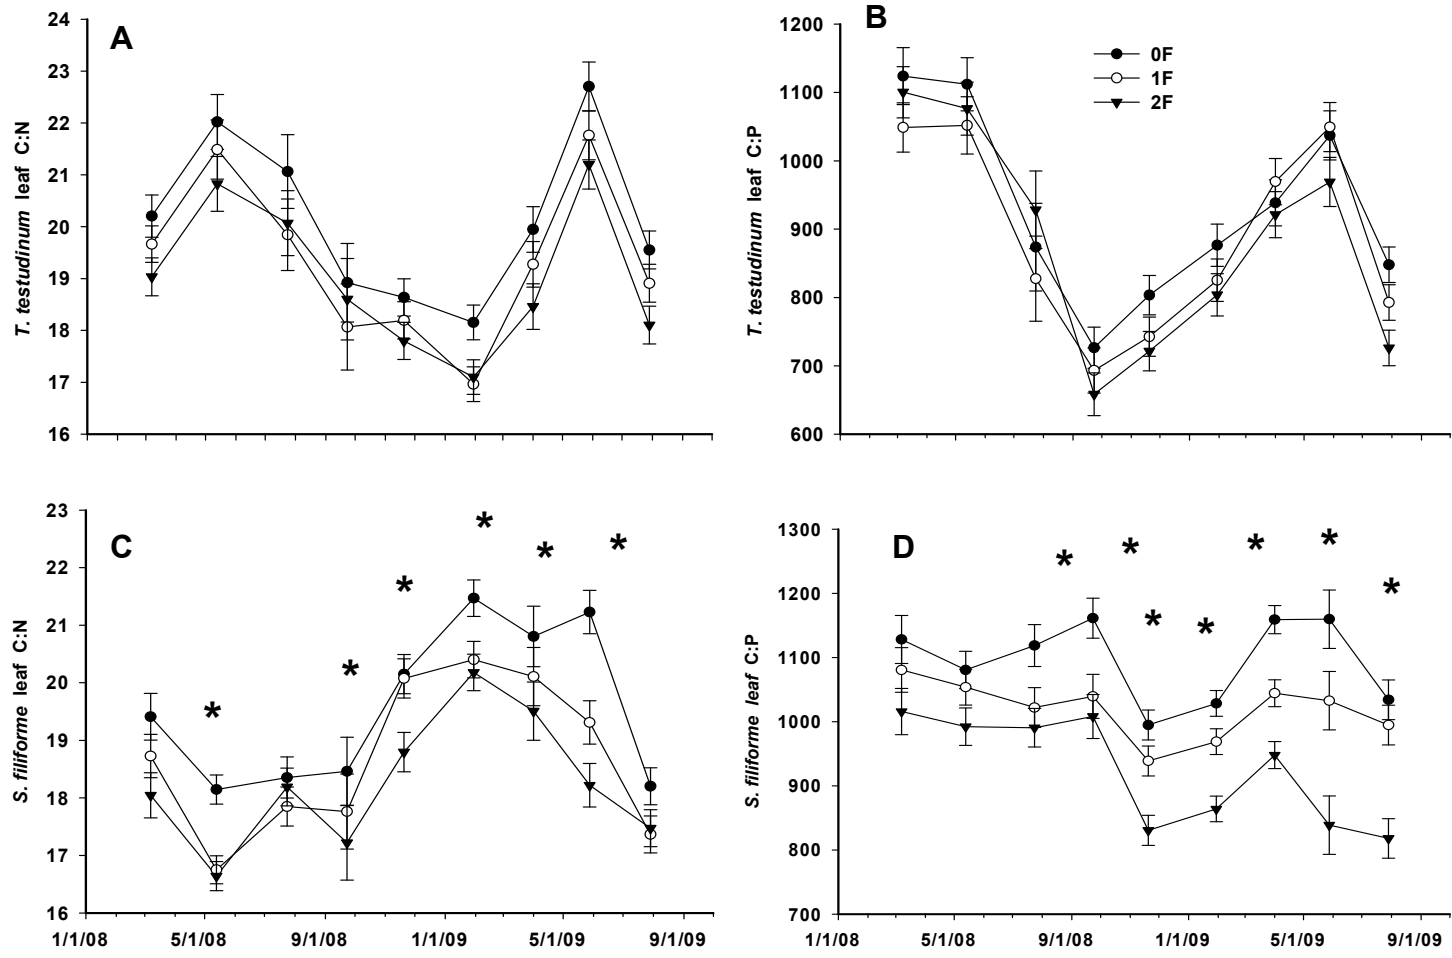 A
T. testudinum leaf C:N
24
23
22
21
20
19
18
17
16
B
T. testudinum leaf C:P
1200
1100
1000
900
800
700
600
0F
1F
2F
C
S. filiforme leaf C:N
23
22
21
20
19
18
17
16
* * * * * *
1/1/08 5/1/08 9/1/08 1/1/09 5/1/09 9/1/09
D
S. filiforme leaf C:P
1300
1200
1100
1000
900
800
700
* * * * * * *
1/1/08 5/1/08 9/1/08 1/1/09 5/1/09 9/1/09